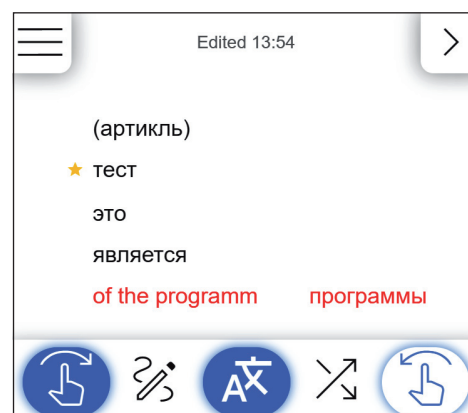 Edited 13:54
(артикль)
тест
это
является
of the programm программы